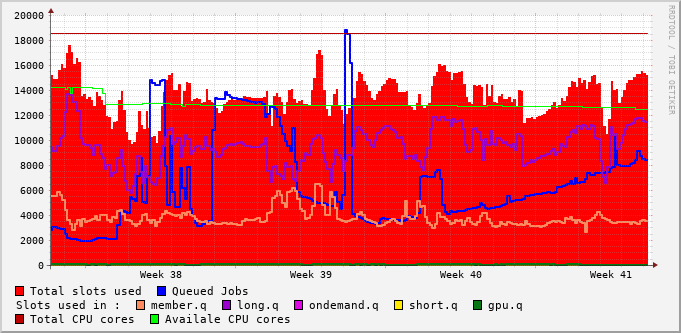 20000
18000
16000
14000
12000
10000
8000
6000
4000
2000
0
Week 38 Week 39 Week 40 Week 41
Total slots used Queued Jobs
Slots used in : member.q long.q ondemand.q short.q gpu.q
Total CPU cores Availale CPU cores
RRDTOOL / TOBI OETIKER